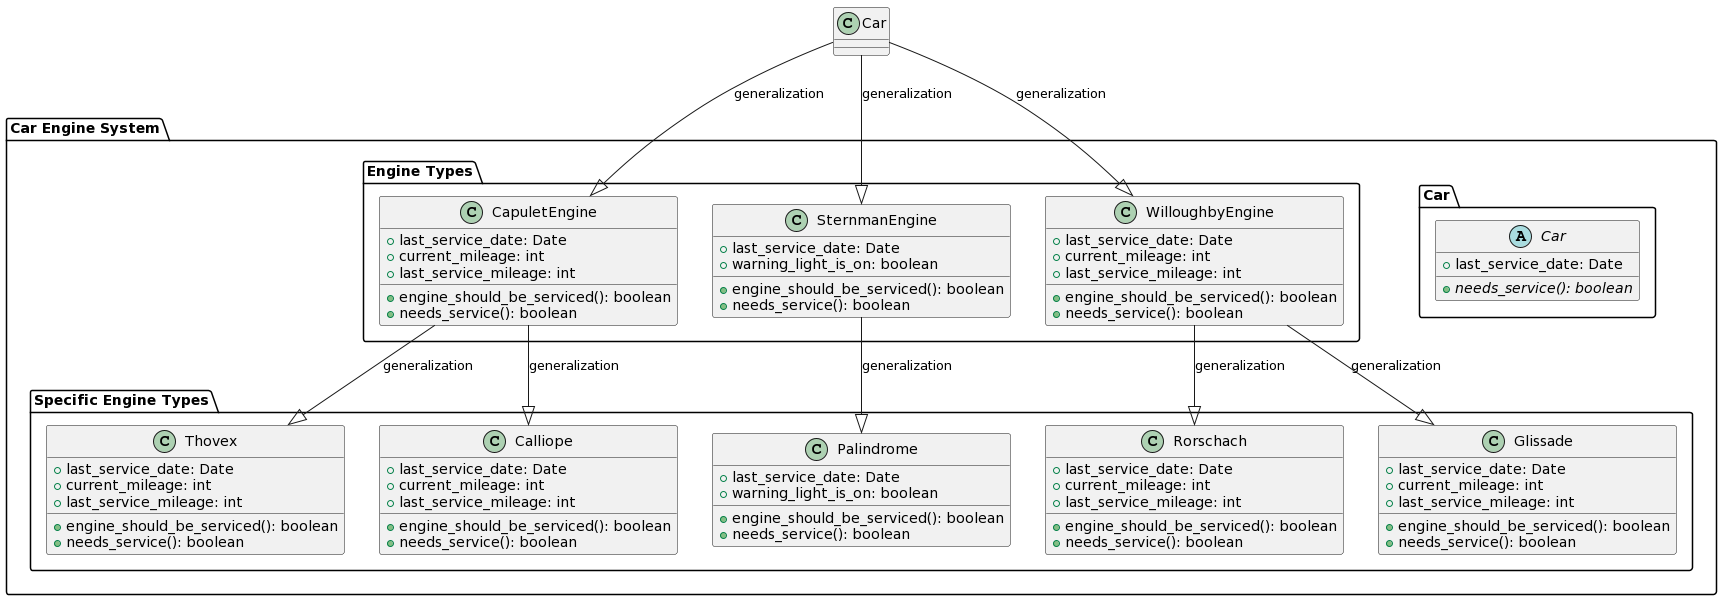 C Car
generalization generalization generalization
Car Engine System
Engine Types
Car
C CapuletEngine
last_service_date: Date
current_mileage: int
last_service_mileage: int
engine_should_be_serviced(): boolean
needs_service(): boolean
C SternmanEngine
last_service_date: Date
warning_light_is_on: boolean
engine_should_be_serviced(): boolean
needs_service(): boolean
C WilloughbyEngine
last_service_date: Date
current_mileage: int
last_service_mileage: int
engine_should_be_serviced(): boolean
needs_service(): boolean
A Car
last_service_date: Date
needs_service(): boolean
generalization generalization generalization generalization generalization
Specific Engine Types
C Thovex
last_service_date: Date
current_mileage: int
last_service_mileage: int
engine_should_be_serviced(): boolean
needs_service(): boolean
C Calliope
last_service_date: Date
current_mileage: int
last_service_mileage: int
engine_should_be_serviced(): boolean
needs_service(): boolean
C Palindrome
last_service_date: Date
warning_light_is_on: boolean
engine_should_be_serviced(): boolean
needs_service(): boolean
C Rorschach
last_service_date: Date
current_mileage: int
last_service_mileage: int
engine_should_be_serviced(): boolean
needs_service(): boolean
C Glissade
last_service_date: Date
current_mileage: int
last_service_mileage: int
engine_should_be_serviced(): boolean
needs_service(): boolean